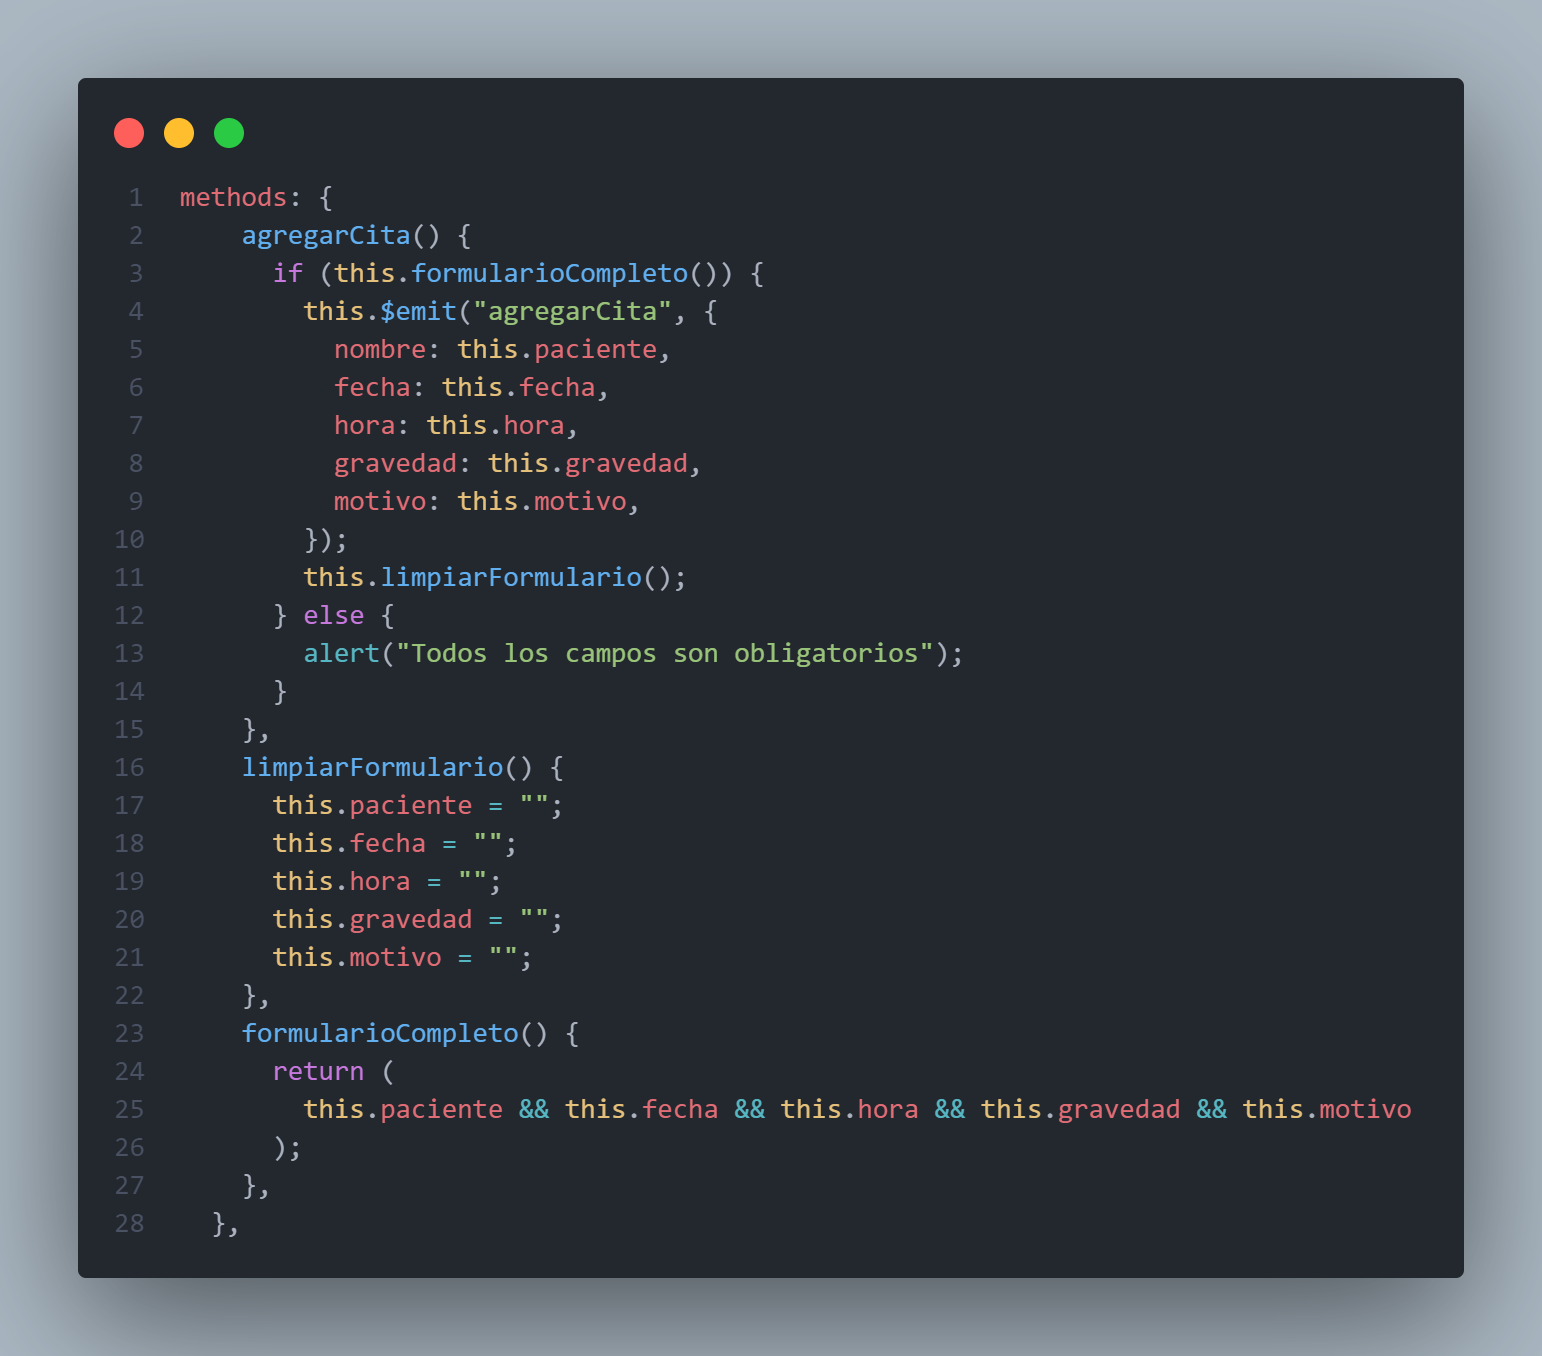 1 methods: {
2 agregarCita() {
3 if (this.formularioCompleto()) {
4 this.$emit("agregarCita", {
5 nombre: this.paciente,
6 fecha: this.fecha,
7 hora: this.hora,
8 gravedad: this.gravedad,
9 motivo: this.motivo,
10 });
11 this.limpiarFormulario();
12 } else {
13 alert("Todos los campos son obligatorios");
14 }
15 },
16 limpiarFormulario() {
17 this.paciente = "";
18 this.fecha = "";
19 this.hora = "";
20 this.gravedad = "";
21 this.motivo = "";
22 },
23 formularioCompleto() {
24 return (
25 this.paciente && this.fecha && this.hora && this.gravedad && this.motivo
26 );
27 },
28 },